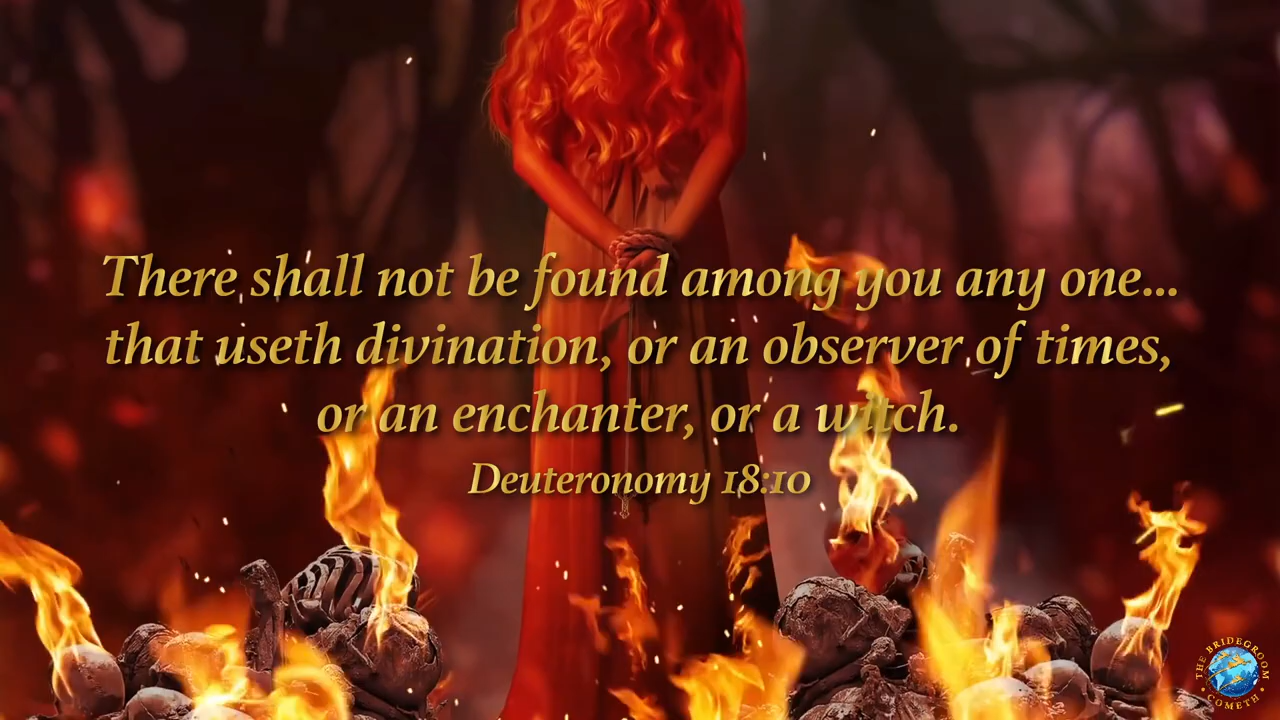 There shall not be found among you any one...
that useth divination, or an observer of times,
or an enchanter, or a witch.
Deuteronomy 18:10
THE BRIDEGROOM
COMETH